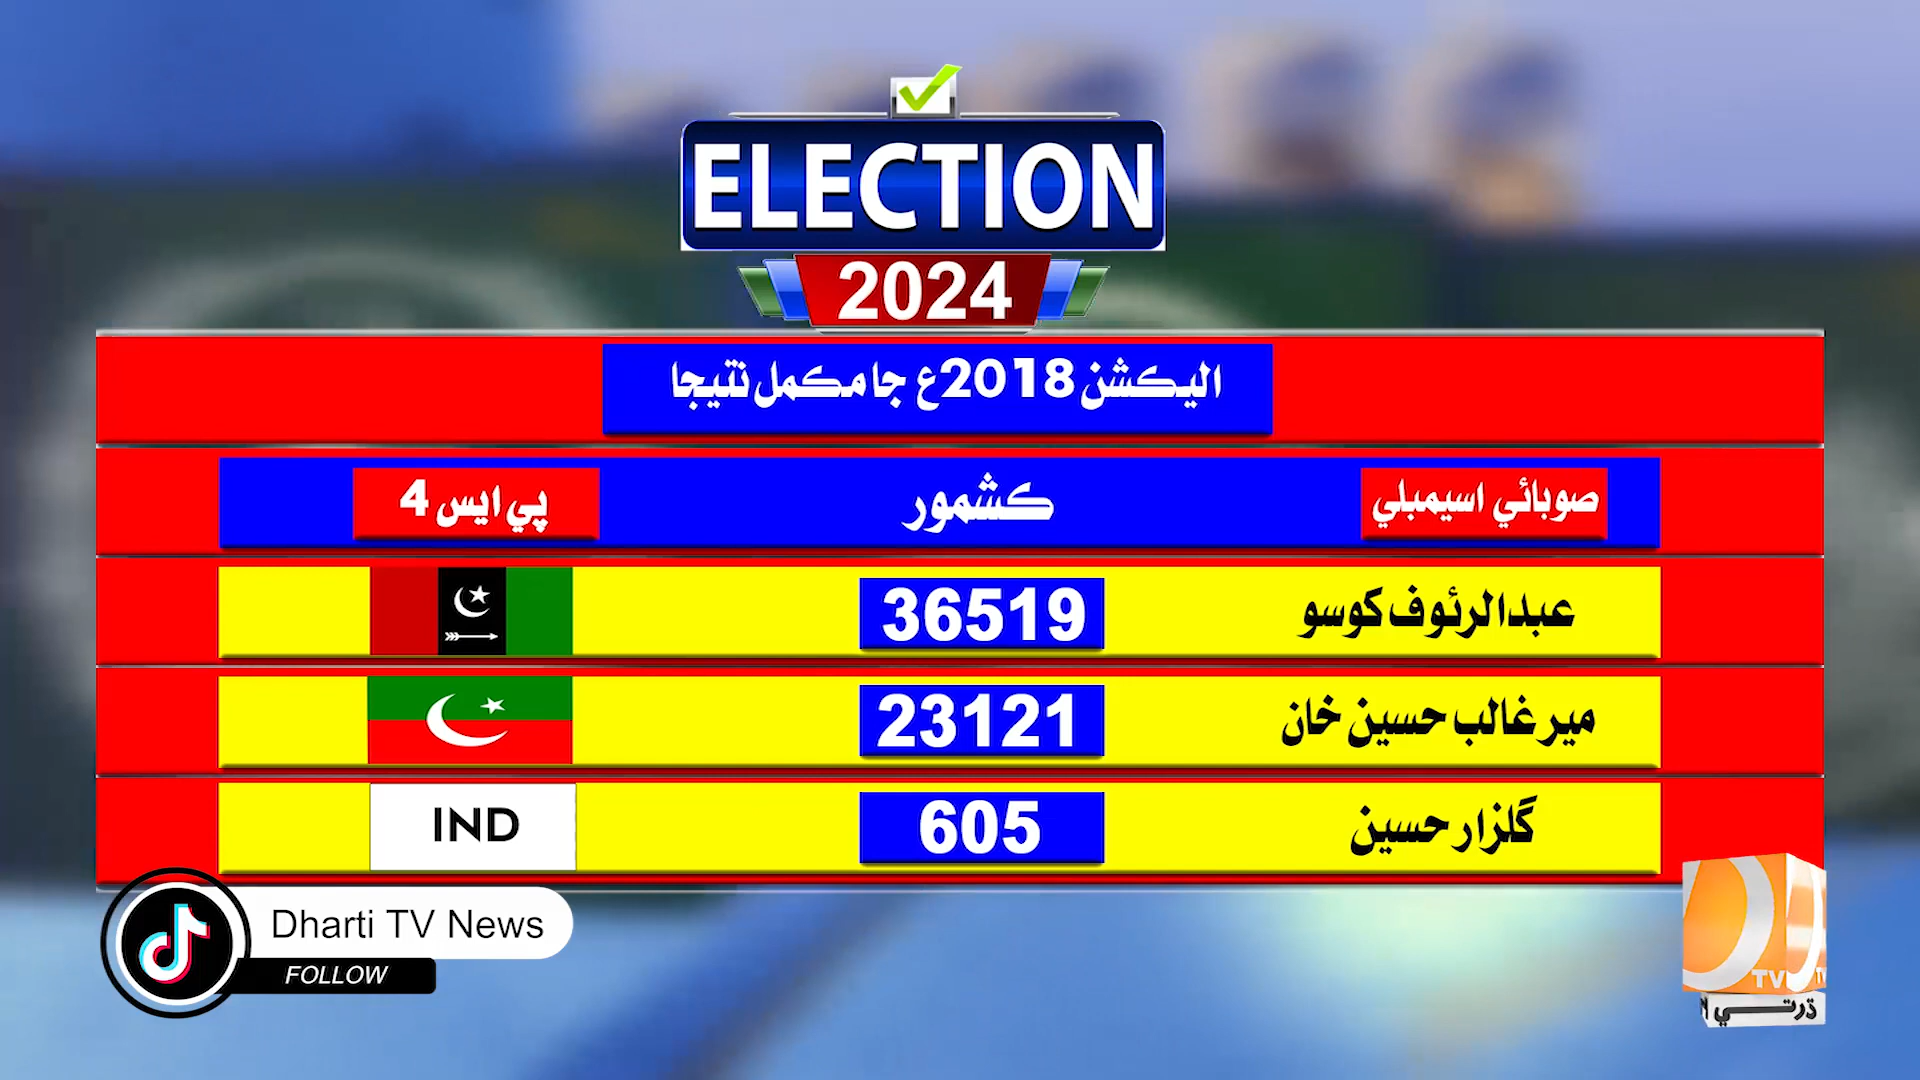 ELECTION
2024
اليڪشن 2018ع جا مڪمل نتيجا
صوبائي اسيمبلي ڪشمور پي ايس 4
عبدالرئوف کوسو 36519
مير غالب حسين خان 23121
گلزار حسين 605 IND
Dharti TV News
FOLLOW
TV
ڌرتي